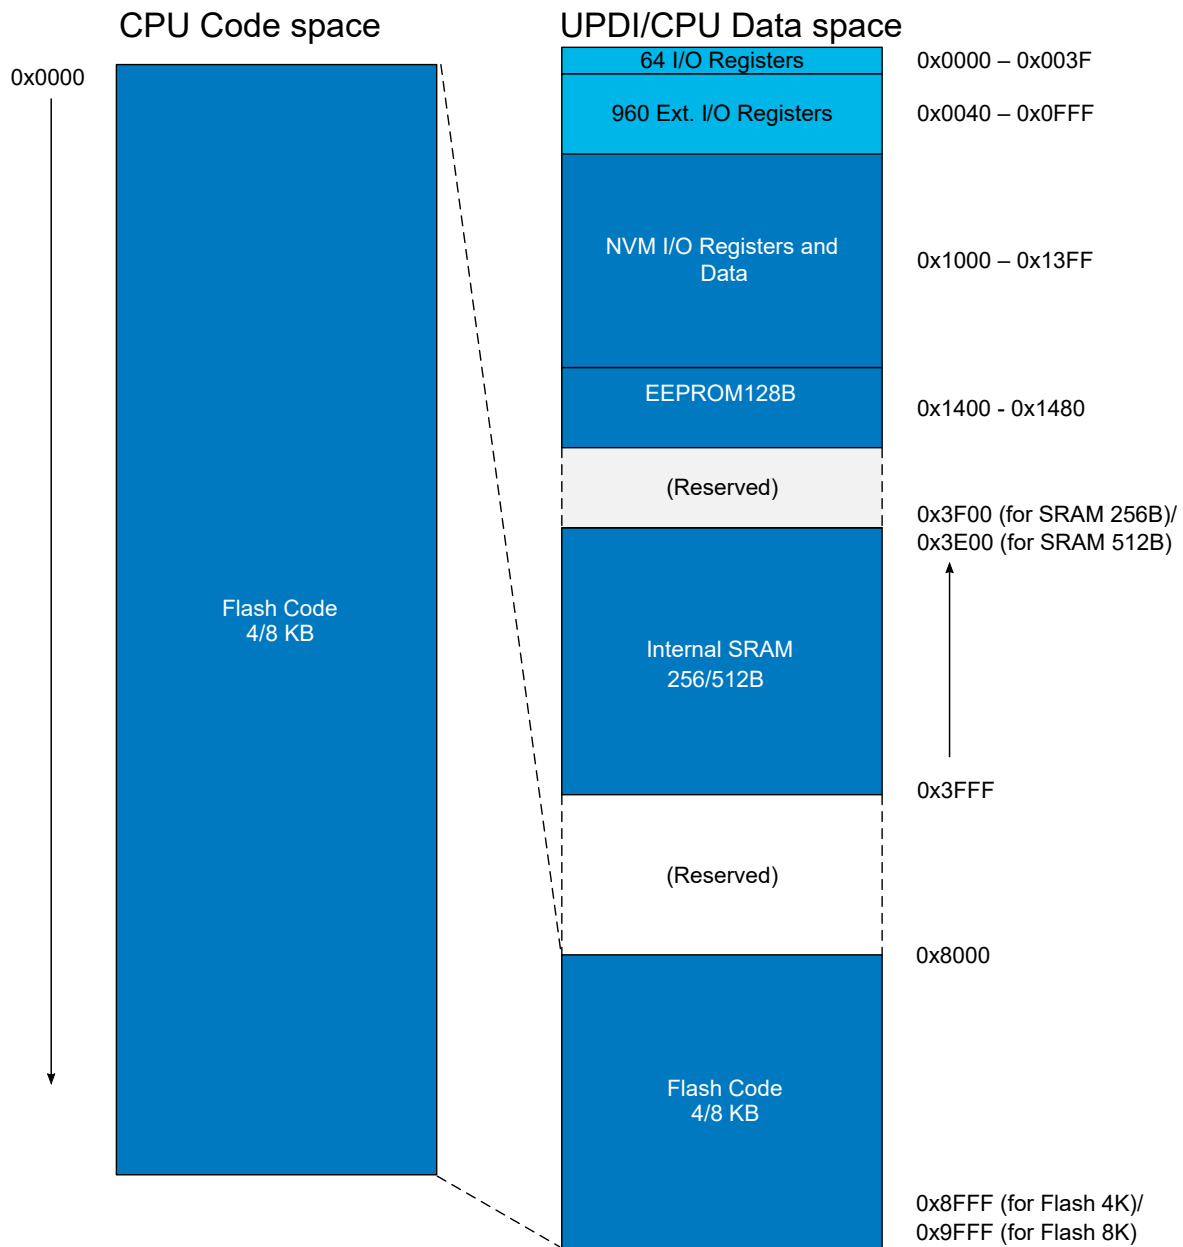 CPU Code space
UPDI/CPU Data space
0x0000
64 I/O Registers
0x0000 – 0x003F
960 Ext. I/O Registers
0x0040 – 0x0FFF
NVM I/O Registers and
Data
0x1000 – 0x13FF
EEPROM128B
0x1400 - 0x1480
(Reserved)
0x3F00 (for SRAM 256B)/
0x3E00 (for SRAM 512B)
Flash Code
4/8 KB
Internal SRAM
256/512B
0x3FFF
(Reserved)
0x8000
Flash Code
4/8 KB
0x8FFF (for Flash 4K)/
0x9FFF (for Flash 8K)